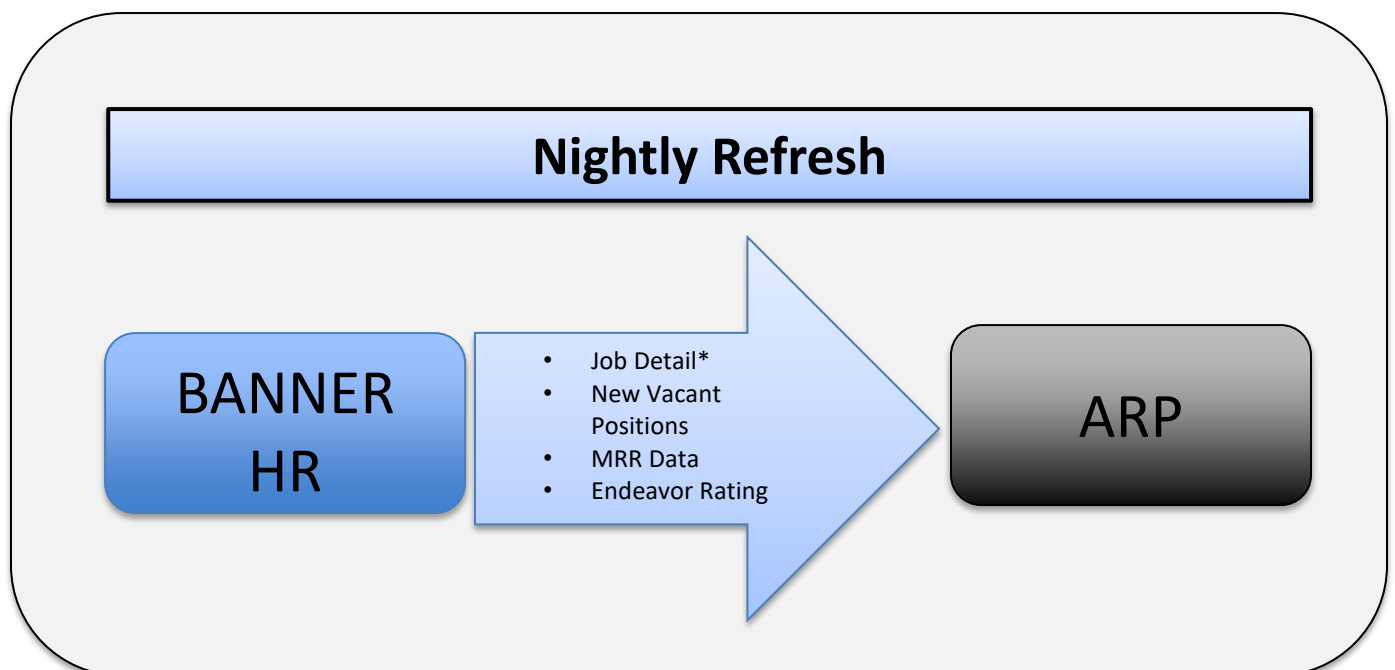 Nightly Refresh
BANNER
HR
• Job Detail*
• New Vacant
Positions
• MRR Data
• Endeavor Rating
ARP